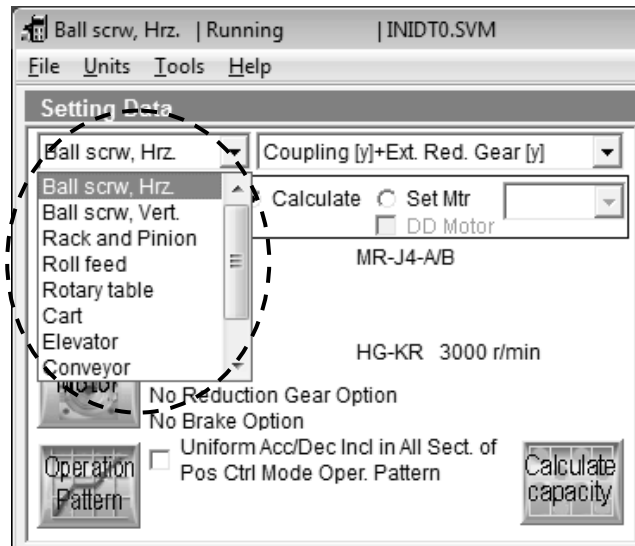 Ball scrw, Hrz. | Running | INIDT0.SVM
File Units Tools Help
Setting Data
Ball scrw, Hrz. Coupling [y]+Ext. Red. Gear [y]
Ball scrw, Hrz.
Calculate Set Mtr
Ball scrw, Vert.
DD Motor
Rack and Pinion
MR-J4-A/B
Roll feed
Rotary table
Cart
Elevator
HG-KR 3000 r/min
Conveyor
Motor
No Reduction Gear Option
No Brake Option
Operation Pattern
Uniform Acc/Dec Incl in All Sect. of
Pos Ctrl Mode Oper. Pattern
Calculate
capacity